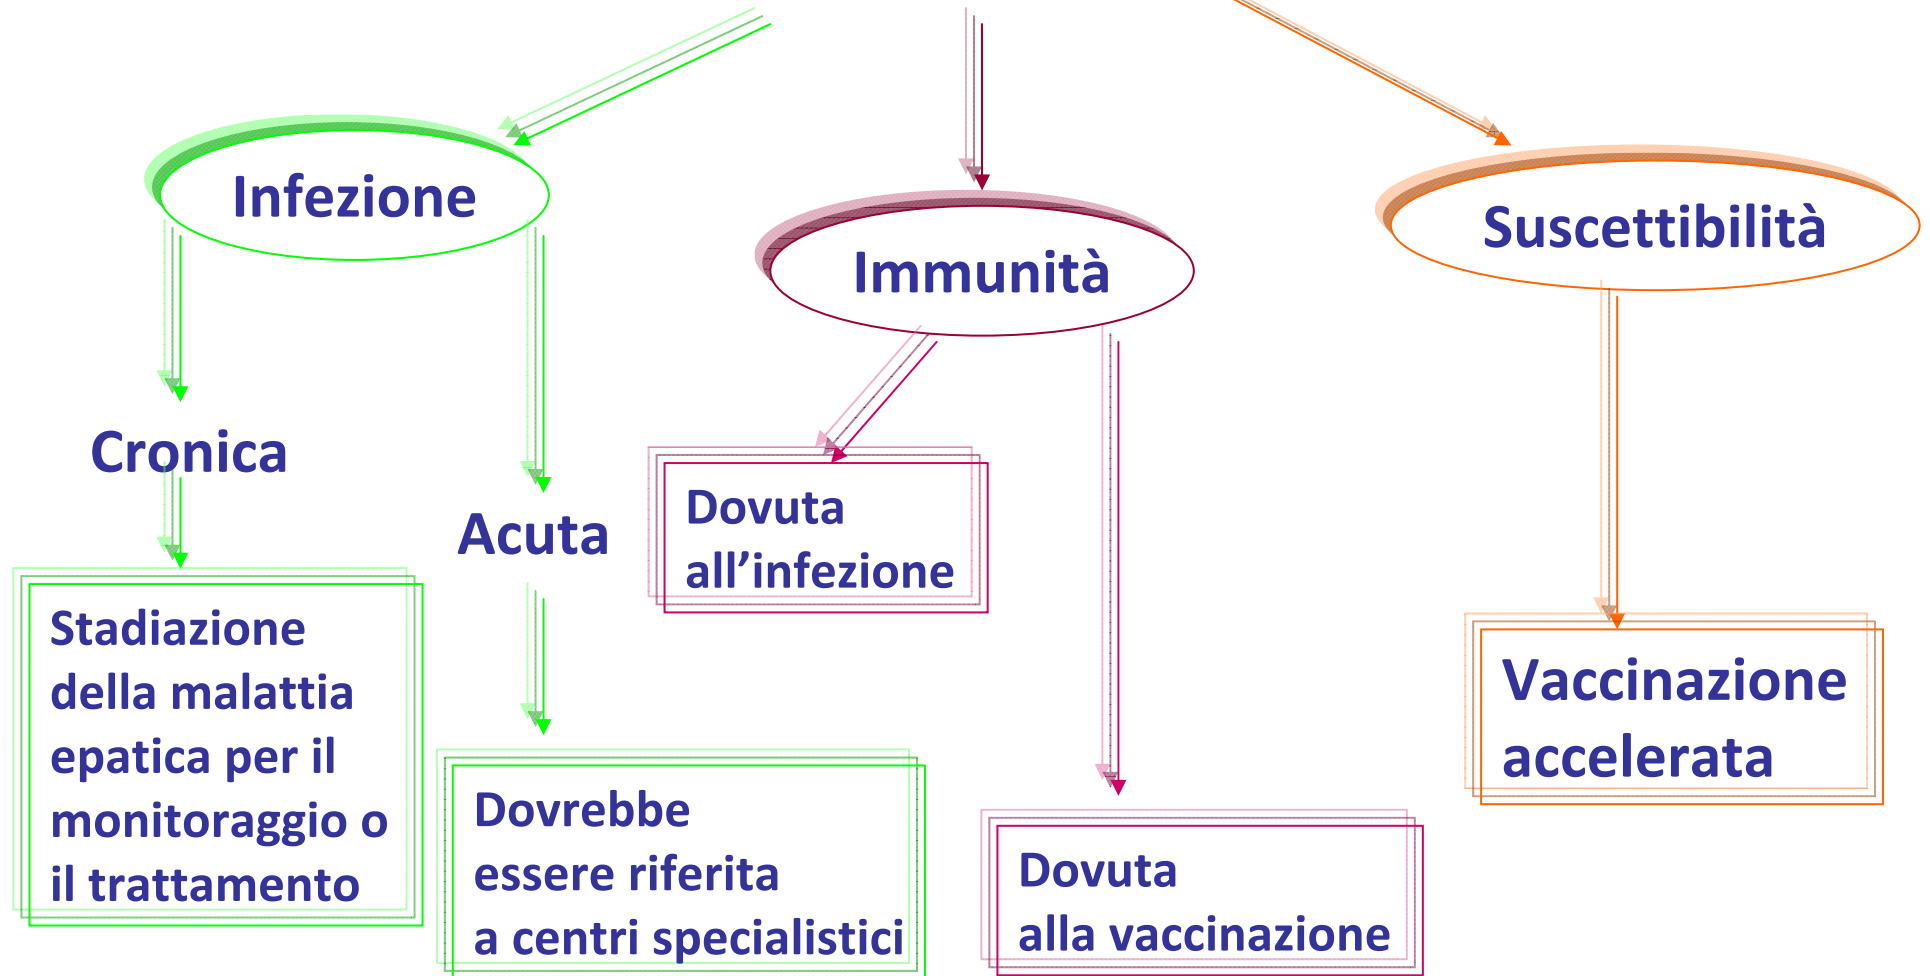 Infezione
Immunità
Suscettibilità
Cronica
Acuta
Dovuta
all’infezione
Stadiazione
della malattia
epatica per il
monitoraggio o
il trattamento
Dovrebbe
essere riferita
a centri specialistici
Dovuta
alla vaccinazione
Vaccinazione
accelerata